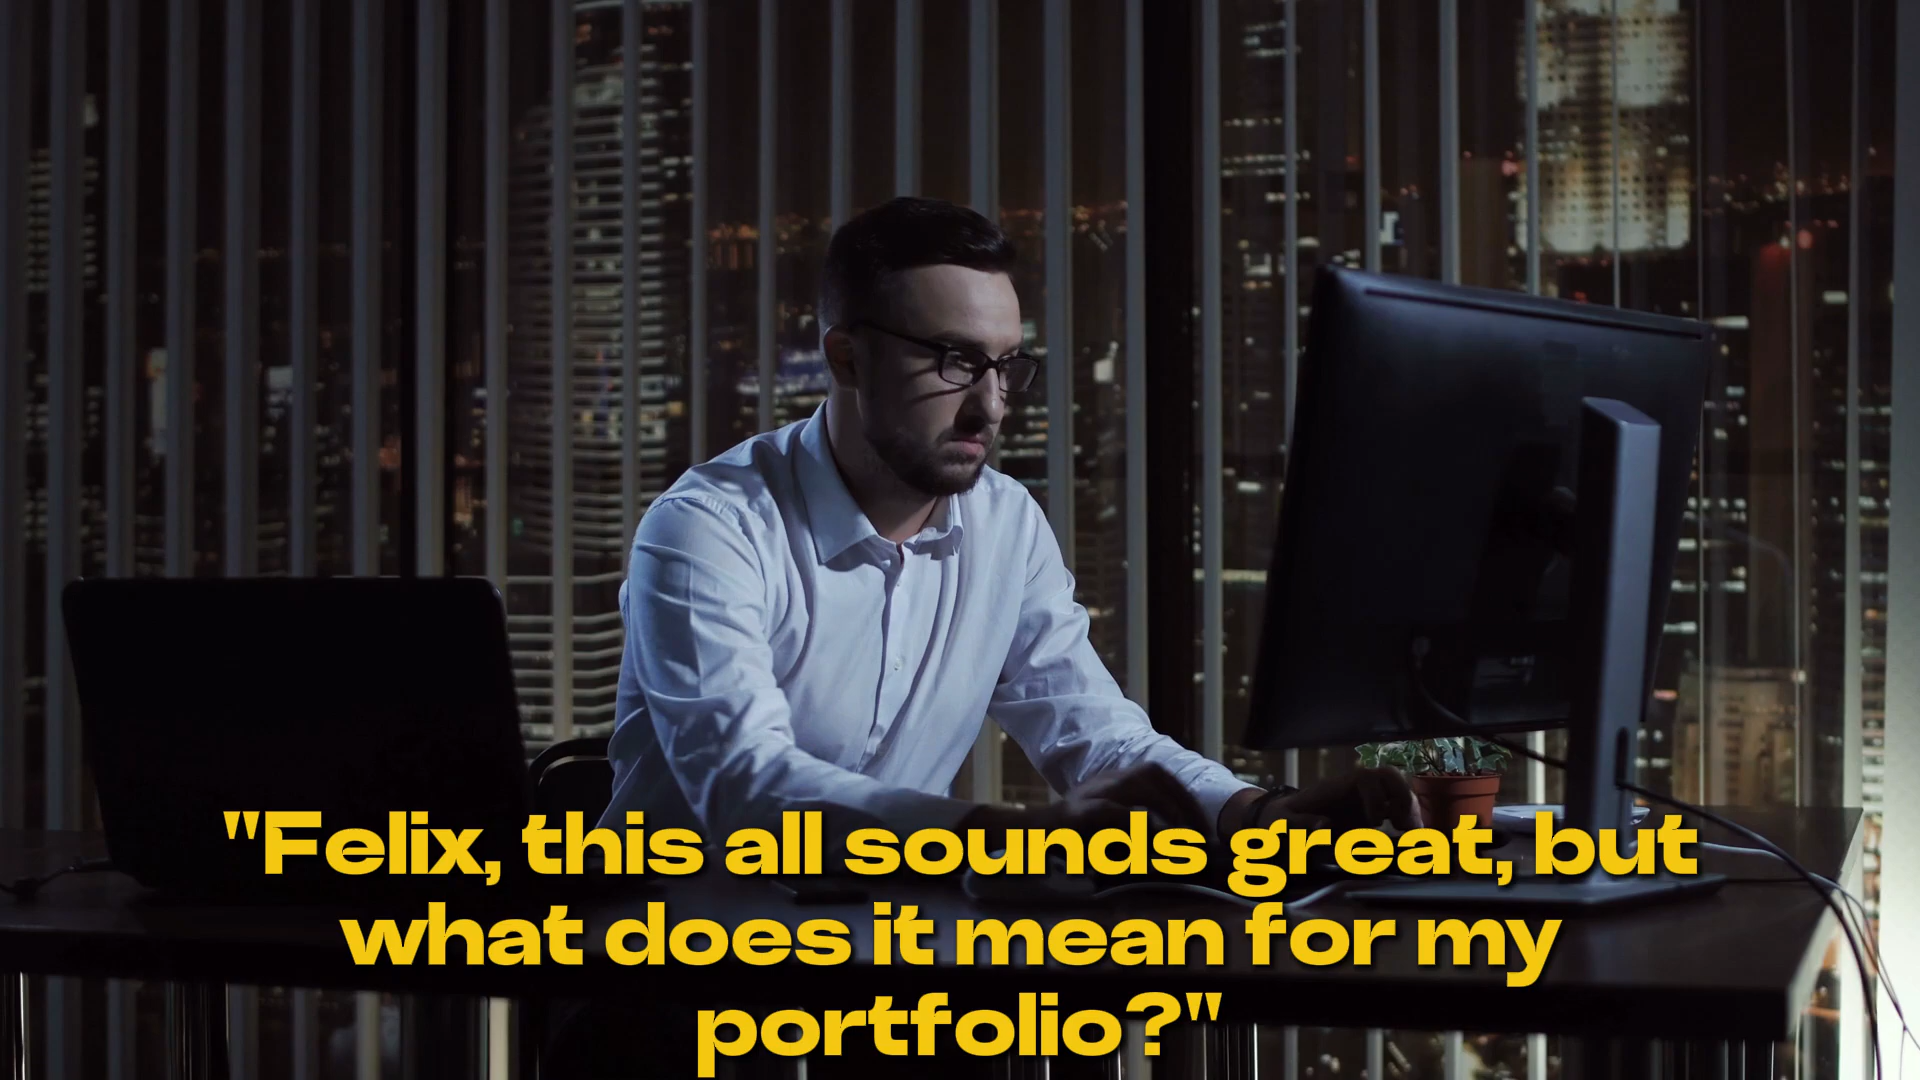 "Felix, this all sounds great, but
what does it mean for my
portfolio?"